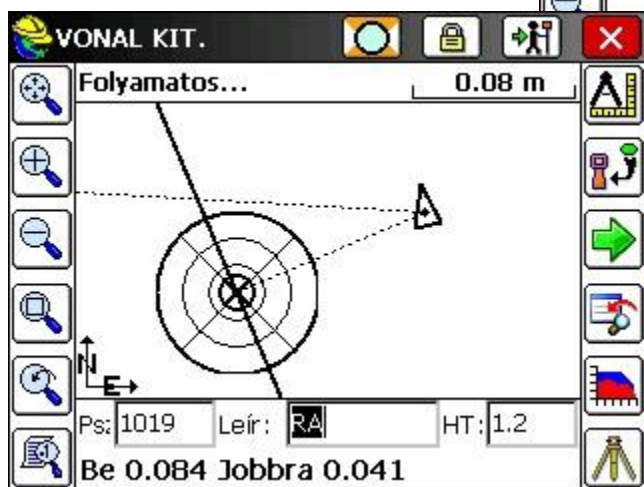 VONAL KIT.
Folyamatos... 0.08 m
N
E
Ps: 1019 Leír: RA HT: 1.2
Be 0.084 Jobbra 0.041